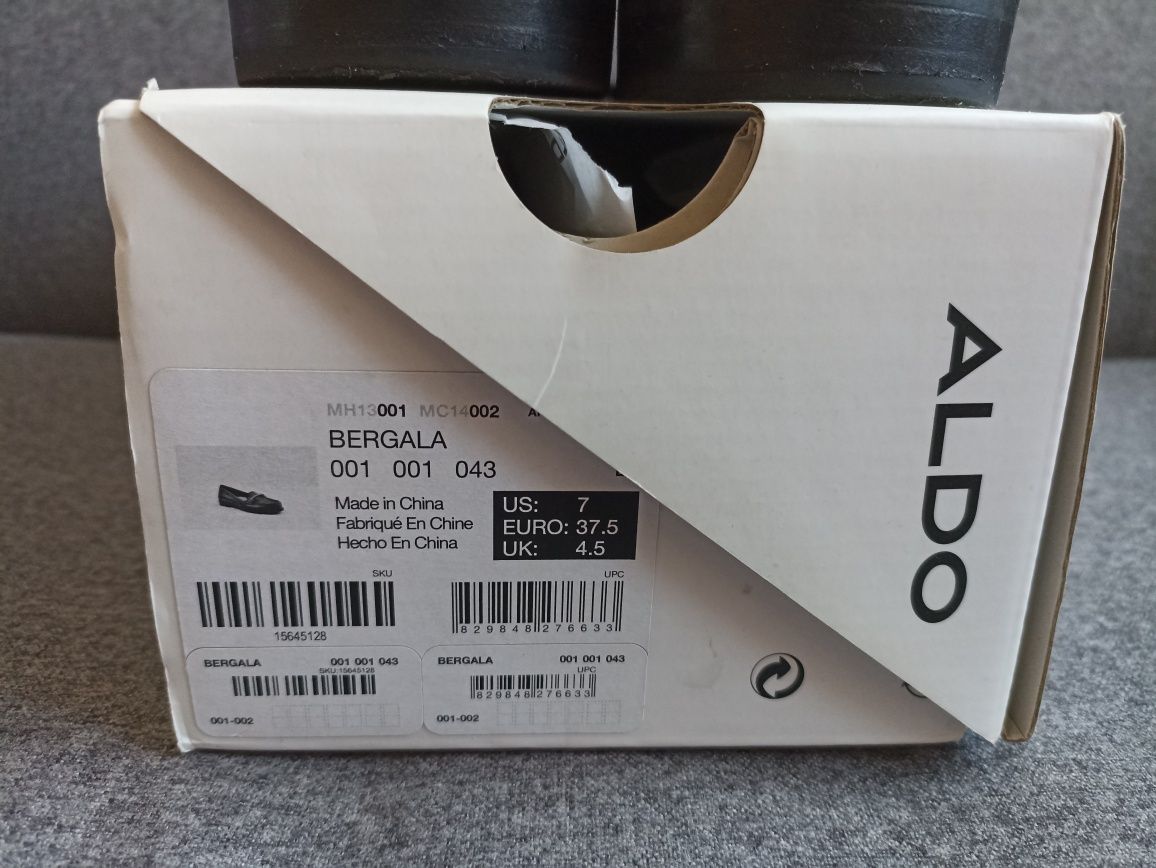 MH13001 MC14002
BERGALA
001 001 043
Made in China
Fabriqué En Chine
Hecho En China
US: 7
EURO: 37.5
UK: 4.5
SKU
15645128
UPC
829848276633
BERGALA 001 001 043
SKU:15645128
001-002
BERGALA 001 001 043
UPC
829848276633
001-002
ALDO